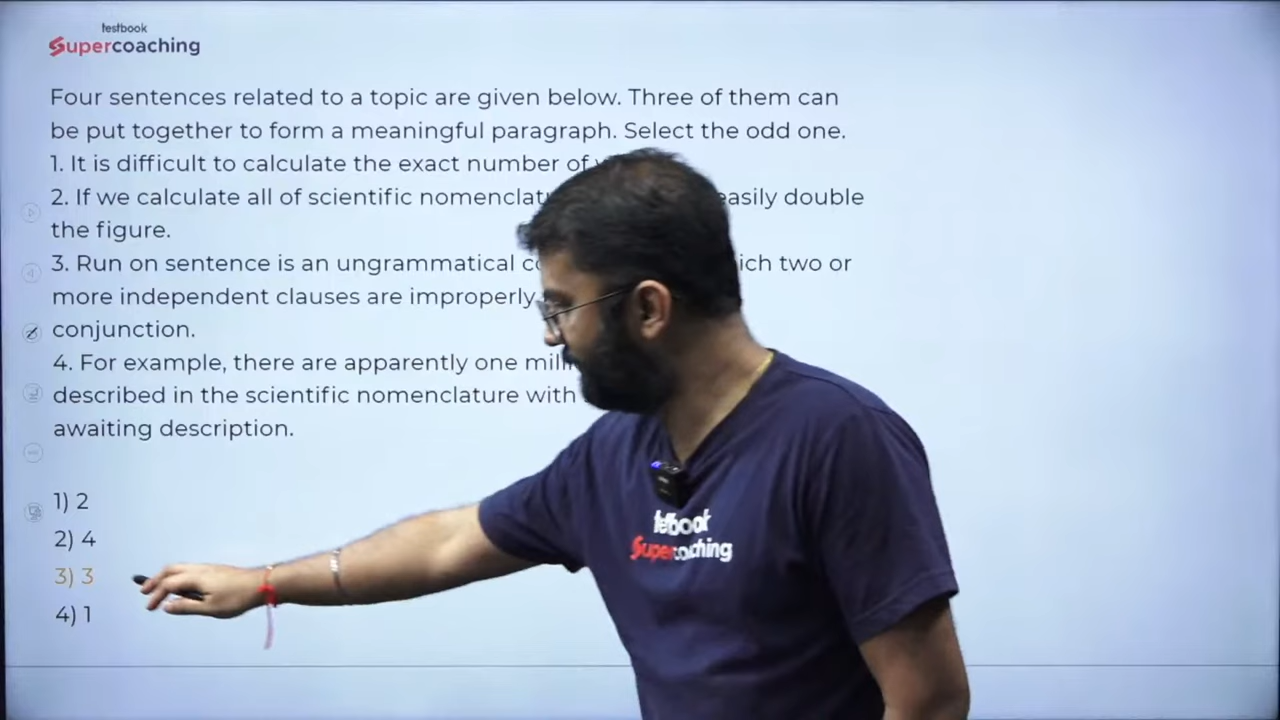 testbook
Supercoaching
Four sentences related to a topic are given below. Three of them can
be put together to form a meaningful paragraph. Select the odd one.
1. It is difficult to calculate the exact number of
2. If we calculate all of scientific nomenclat easily double
the figure.
3. Run on sentence is an ungrammatical two or
more independent clauses are improperly
conjunction.
4. For example, there are apparently one
described in the scientific nomenclature with
awaiting description.
1) 2
2) 4
3) 3
4) 1
testbook
Supercoaching